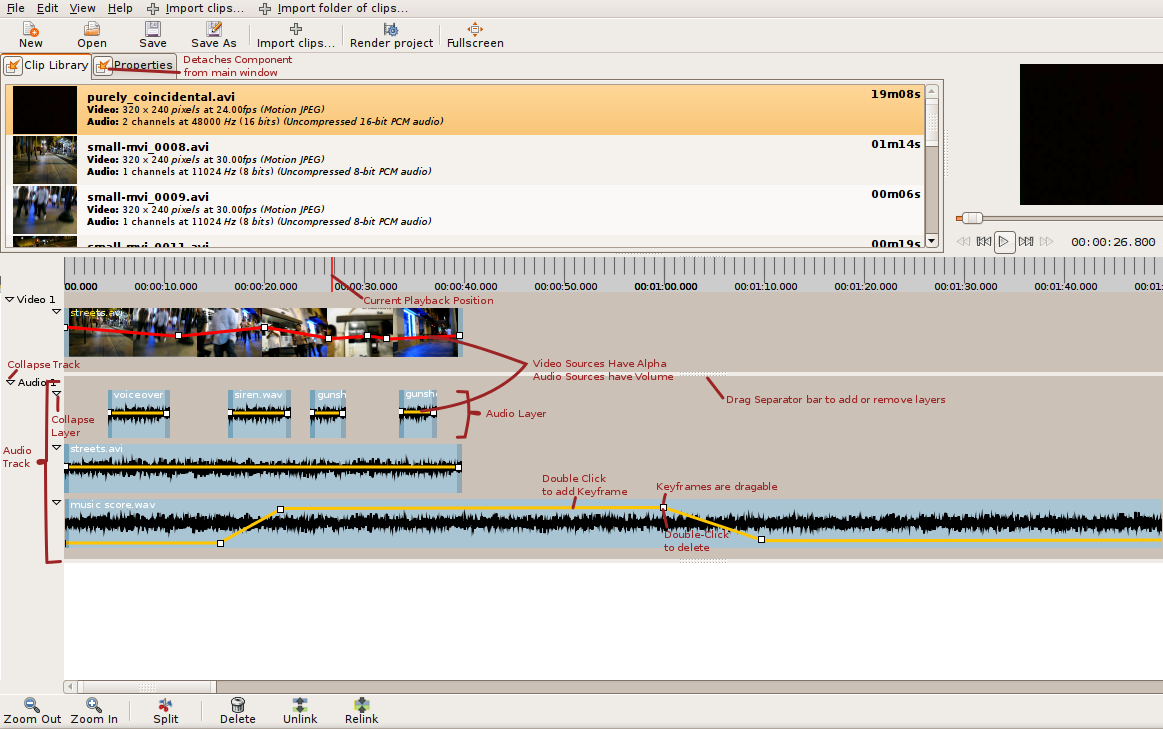 File Edit View Help Import clips... Import folder of clips...
New Open Save Save As Import clips... Render project Fullscreen
Clip Library Properties
Detaches Component
from main window
purely_coincidental.avi 19m08s
Video: 320 x 240 pixels at 24.00fps (Motion JPEG)
Audio: 2 channels at 48000 Hz (16 bits) (Uncompressed 16-bit PCM audio)
small-mvi_0008.avi 01m14s
Video: 320 x 240 pixels at 30.00fps (Motion JPEG)
Audio: 1 channels at 11024 Hz (8 bits) (Uncompressed 8-bit PCM audio)
small-mvi_0009.avi 00m06s
Video: 320 x 240 pixels at 30.00fps (Motion JPEG)
Audio: 1 channels at 11024 Hz (8 bits) (Uncompressed 8-bit PCM audio)
small-mvi_0011.avi 00m19s
00:00:26.800
00.000 00:00:10.000 00:00:20.000 00:00:30.000 00:00:40.000 00:00:50.000 00:01:00.000 00:01:10.000 00:01:20.000 00:01:30.000 00:01:40.000 00:01:
Video 1
Current Playback Position
streets.avi
Collapse Track
Video Sources Have Alpha
Audio Sources have Volume
Audio 1
Drag Separator bar to add or remove layers
voiceover siren.wav gunsh gunsh
Audio Layer
Collapse
Layer
Audio
Track
streets.avi
Double Click
to add Keyframe
Keyframes are dragable
music score.wav
Double-Click
to delete
Zoom Out Zoom In Split Delete Unlink Relink